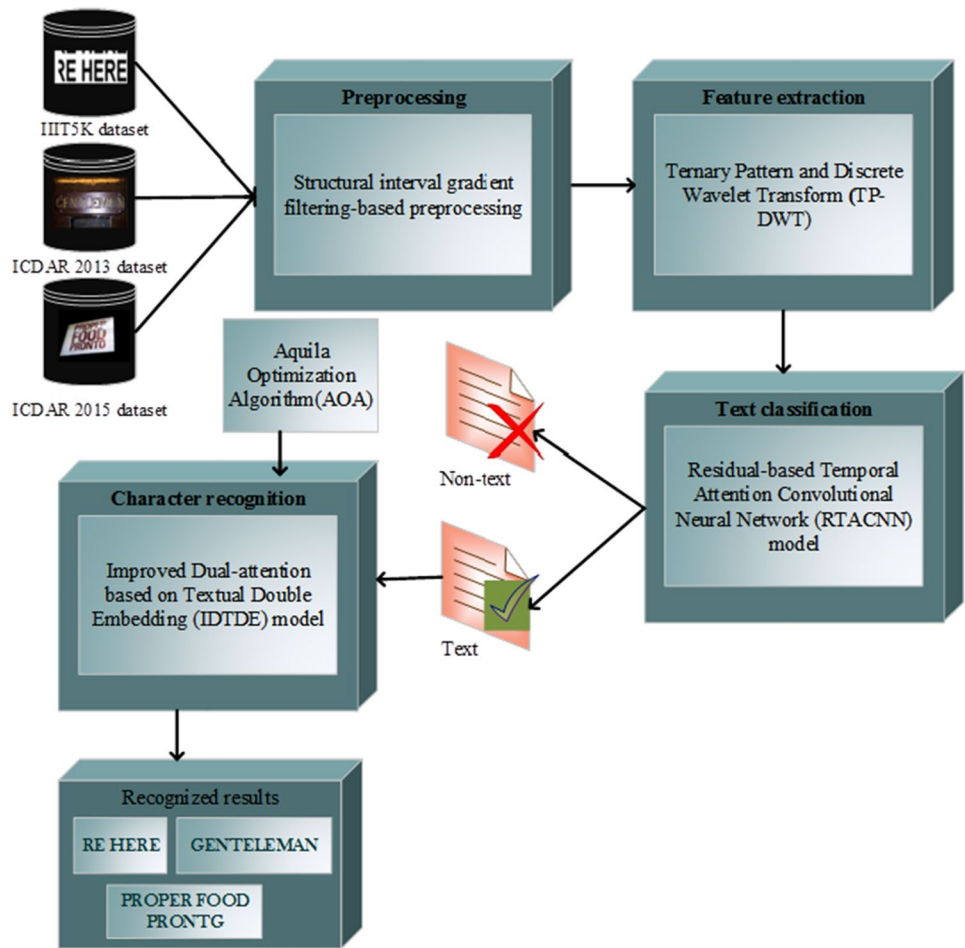 RE HERE
IIIT5K dataset
GENTLEMEN
ICDAR 2013 dataset
PROPER
FOOD
PRONTO
ICDAR 2015 dataset
Preprocessing
Structural interval gradient
filtering-based preprocessing
Feature extraction
Ternary Pattern and Discrete
Wavelet Transform (TP-
DWT)
Text classification
Residual-based Temporal
Attention Convolutional
Neural Network (RTACNN)
model
Non-text
Text
Aquila
Optimization
Algorithm(AOA)
Character recognition
Improved Dual-attention
based on Textual Double
Embedding (IDTDE) model
Recognized results
RE HERE
GENTELEMAN
PROPER FOOD
PRONTG